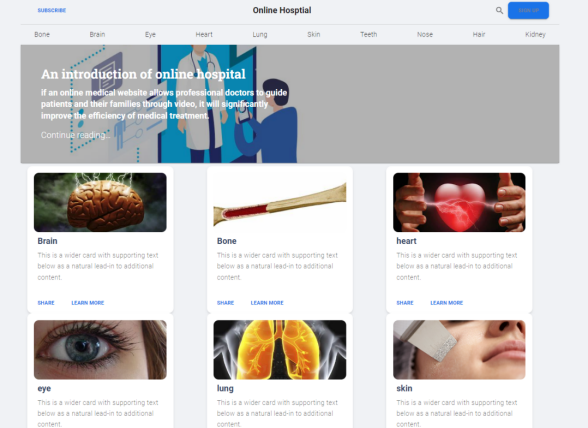 SUBSCRIBE
Online Hosptial
SIGN UP
Bone Brain Eye Heart Lung Skin Teeth Nose Hair Kidney
An introduction of online hospital
if an online medical website allows professional doctors to guide
patients and their families through video, it will significantly
improve the efficiency of medical treatment.
Continue reading...
Brain
This is a wider card with supporting text
below as a natural lead-in to additional
content.
SHARE LEARN MORE
Bone
This is a wider card with supporting text
below as a natural lead-in to additional
content.
SHARE LEARN MORE
heart
This is a wider card with supporting text
below as a natural lead-in to additional
content.
SHARE LEARN MORE
eye
This is a wider card with supporting text
below as a natural lead-in to additional
lung
This is a wider card with supporting text
below as a natural lead-in to additional
skin
This is a wider card with supporting text
below as a natural lead-in to additional